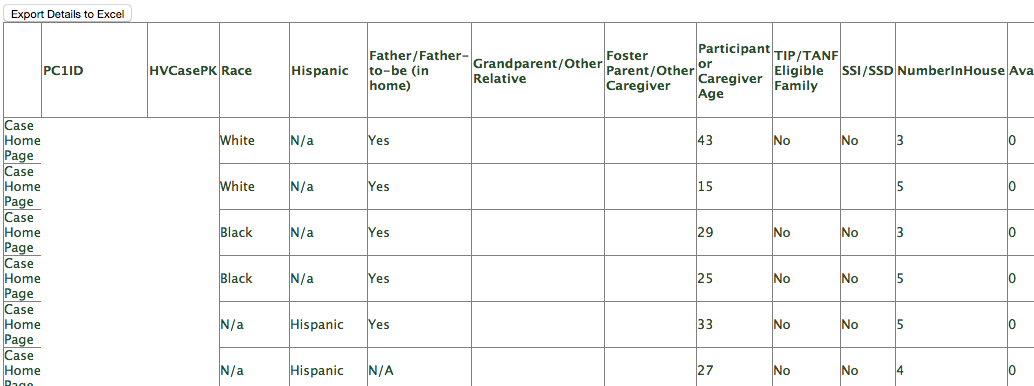 Export Details to Excel
PC1ID HVCasePK Race Hispanic Father/Father-to-be (in home) Grandparent/Other Relative Foster Parent/Other Caregiver Participant or Caregiver Age TIP/TANF Eligible Family SSI/SSD NumberInHouse Ava
Case Home Page White N/a Yes 43 No No 3 0
Case Home Page White N/a Yes 15 5 0
Case Home Page Black N/a Yes 29 No No 3 0
Case Home Page Black N/a Yes 25 No No 5 0
Case Home Page N/a Hispanic Yes 33 No No 5 0
Case Home Page N/a Hispanic N/A 27 No No 4 0